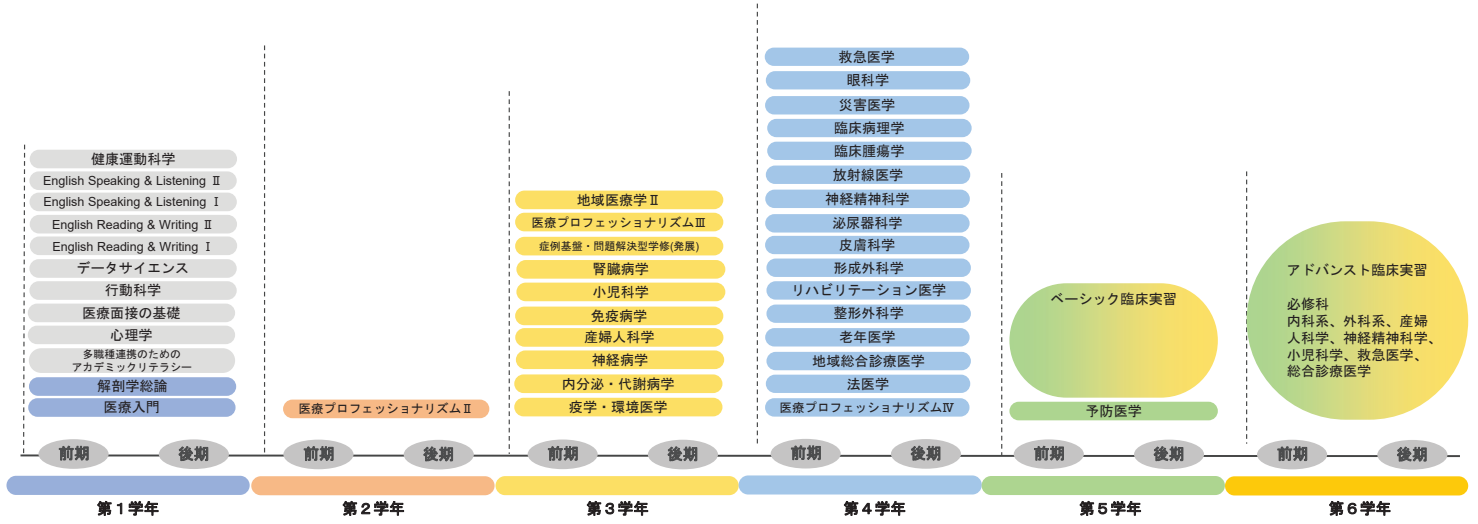 健康運動科学
English Speaking & Listening Ⅱ
English Speaking & Listening Ⅰ
English Reading & Writing Ⅱ
English Reading & Writing Ⅰ
データサイエンス
行動科学
医療面接の基礎
心理学
多職種連携のための
アカデミックリテラシー
解剖学総論
医療入門
医療プロフェッショナリズムⅡ
地域医療学Ⅱ
医療プロフェッショナリズムⅢ
症例基盤・問題解決型学修(発展)
腎臓病学
小児科学
免疫病学
産婦人科学
神経病学
内分泌・代謝病学
疫学・環境医学
救急医学
眼科学
災害医学
臨床病理学
臨床腫瘍学
放射線医学
神経精神科学
泌尿器科学
皮膚科学
形成外科学
リハビリテーション医学
整形外科学
老年医学
地域総合診療医学
法医学
医療プロフェッショナリズムⅣ
ベーシック臨床実習
予防医学
アドバンスト臨床実習
必修科
内科系、外科系、産婦
人科学、神経精神科学、
小児科学、救急医学、
総合診療医学
前期 後期 前期 後期 前期 後期 前期 後期 前期 後期 前期 後期
第1学年 第2学年 第3学年 第4学年 第5学年 第6学年